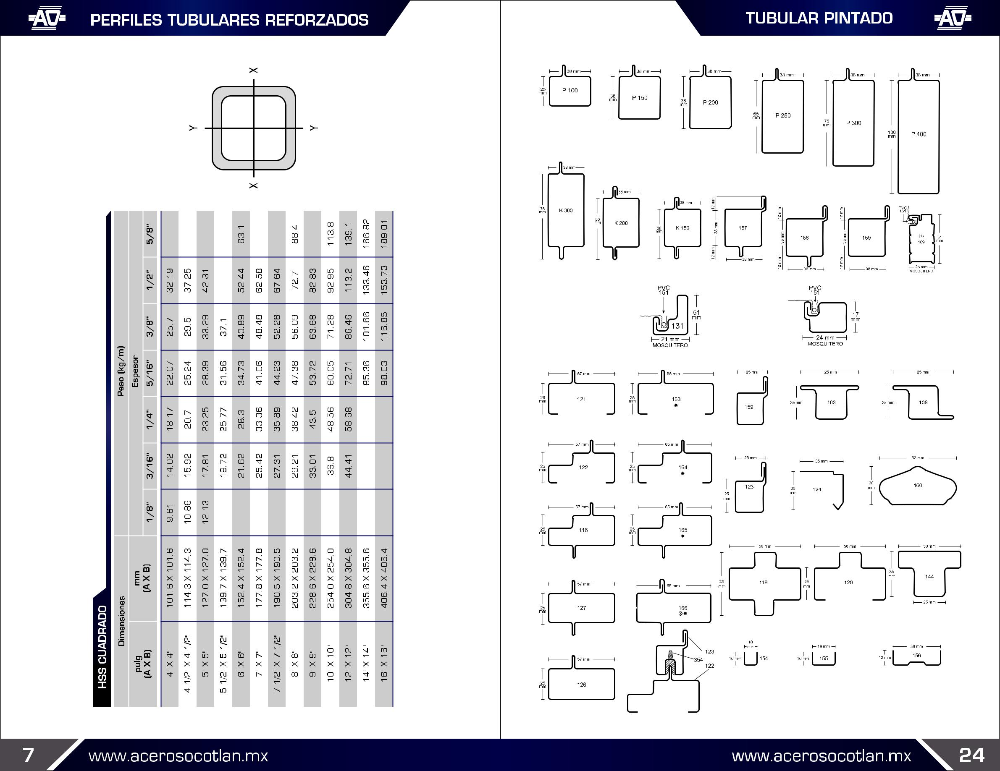 AO
PERFILES TUBULARES REFORZADOS
X
Y Y
X
HSS CUADRADO
Dimensiones Peso (kg/m)
Espesor
pulg (A X B) mm (A X B) 1/8" 3/16" 1/4" 5/16" 3/8" 1/2" 5/8"
4" X 4" 101.6 X 101.6 9.61 14.02 18.17 22.07 25.7 32.19
4 1/2" X 4 1/2" 114.3 X 114.3 10.86 15.92 20.7 25.24 29.5 37.25
5" X 5" 127.0 X 127.0 12.13 17.81 23.25 28.39 33.29 42.31
5 1/2" X 5 1/2" 139.7 X 139.7 19.72 25.77 31.56 37.1
6" X 6" 152.4 X 152.4 21.62 28.3 34.73 40.89 52.44 63.1
7" X 7" 177.8 X 177.8 25.42 33.36 41.06 48.48 62.58
7 1/2" X 7 1/2" 190.5 X 190.5 27.31 35.89 44.23 52.28 67.64
8" X 8" 203.2 X 203.2 29.21 38.42 47.38 56.09 72.7 88.4
9" X 9" 228.6 X 228.6 33.01 43.5 53.72 63.68 82.83
10" X 10" 254.0 X 254.0 36.8 48.56 60.05 71.28 92.95 113.8
12" X 12" 304.8 X 304.8 44.41 58.68 72.71 86.46 113.2 139.1
14" X 14" 355.6 X 355.6 85.36 101.66 133.46 166.82
16" X 16" 406.4 X 406.4 98.03 116.85 153.73 189.01
7 www.acerosocotlan.mx
TUBULAR PINTADO
AO
38 mm 38 mm 38 mm 38 mm 38 mm 38 mm
25 mm P 100
38 mm P 150
38 mm P 200
65 mm P 250
75 mm P 300
100 mm P 400
38 mm 75 mm K 300
38 mm K 200
38 mm 38 mm K 150
12 mm 38 mm 12 mm 157 38 mm
12 mm 38 mm 12 mm 158 38 mm
12 mm 38 mm 12 mm 159 38 mm
PVC 151 (1) 169 51 mm 25 mm MOSQUITERO
PVC
151
131
51 mm
21 mm
MOSQUITERO
PVC
151
17 mm
24 mm
MOSQUITERO
57 mm 25 mm 121
65 mm 25 mm 163
25 mm 159
25 mm 25 mm 103
25 mm 25 mm 106
57 mm 25 mm 122
65 mm 25 mm 164
25 mm 25 mm 123
35 mm 30 mm 124
62 mm 30 mm 160
57 mm 25 mm 116
65 mm 25 mm 165
58 mm 25 119
58 mm 25 mm 120
50 mm 35 144 25 mm
57 mm 25 mm 127
65 mm 166
57 mm 25 mm 126
123
354
122
10 mm 10 mm 154
19 mm 10 mm 155
38 mm 12 mm 156
www.acerosocotlan.mx 24